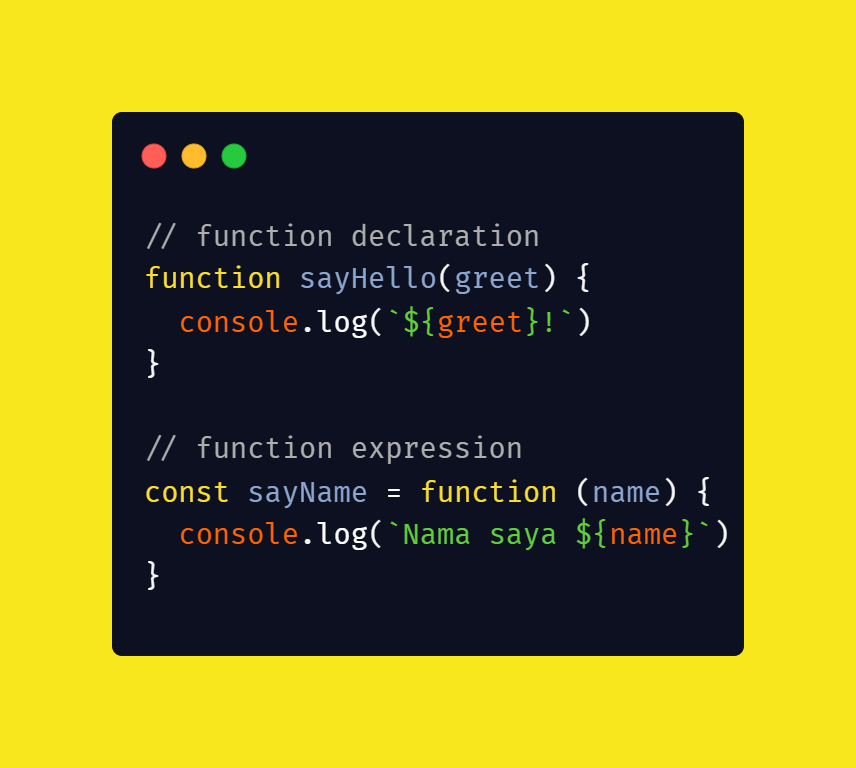 // function declaration
function sayHello(greet) {
  console.log(`${greet}!`)
}

// function expression
const sayName = function (name) {
  console.log(`Nama saya ${name}`)
}